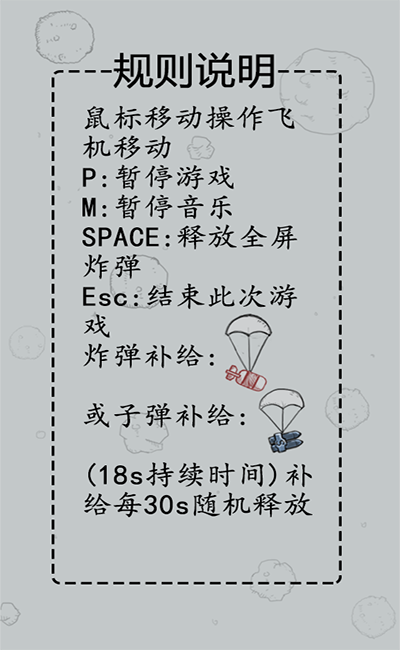 规则说明
鼠标移动操作飞
机移动
P:暂停游戏
M:暂停音乐
SPACE:释放全屏
炸弹
Esc:结束此次游
戏
炸弹补给:
或子弹补给:
(18s持续时间)补
给每30s随机释放